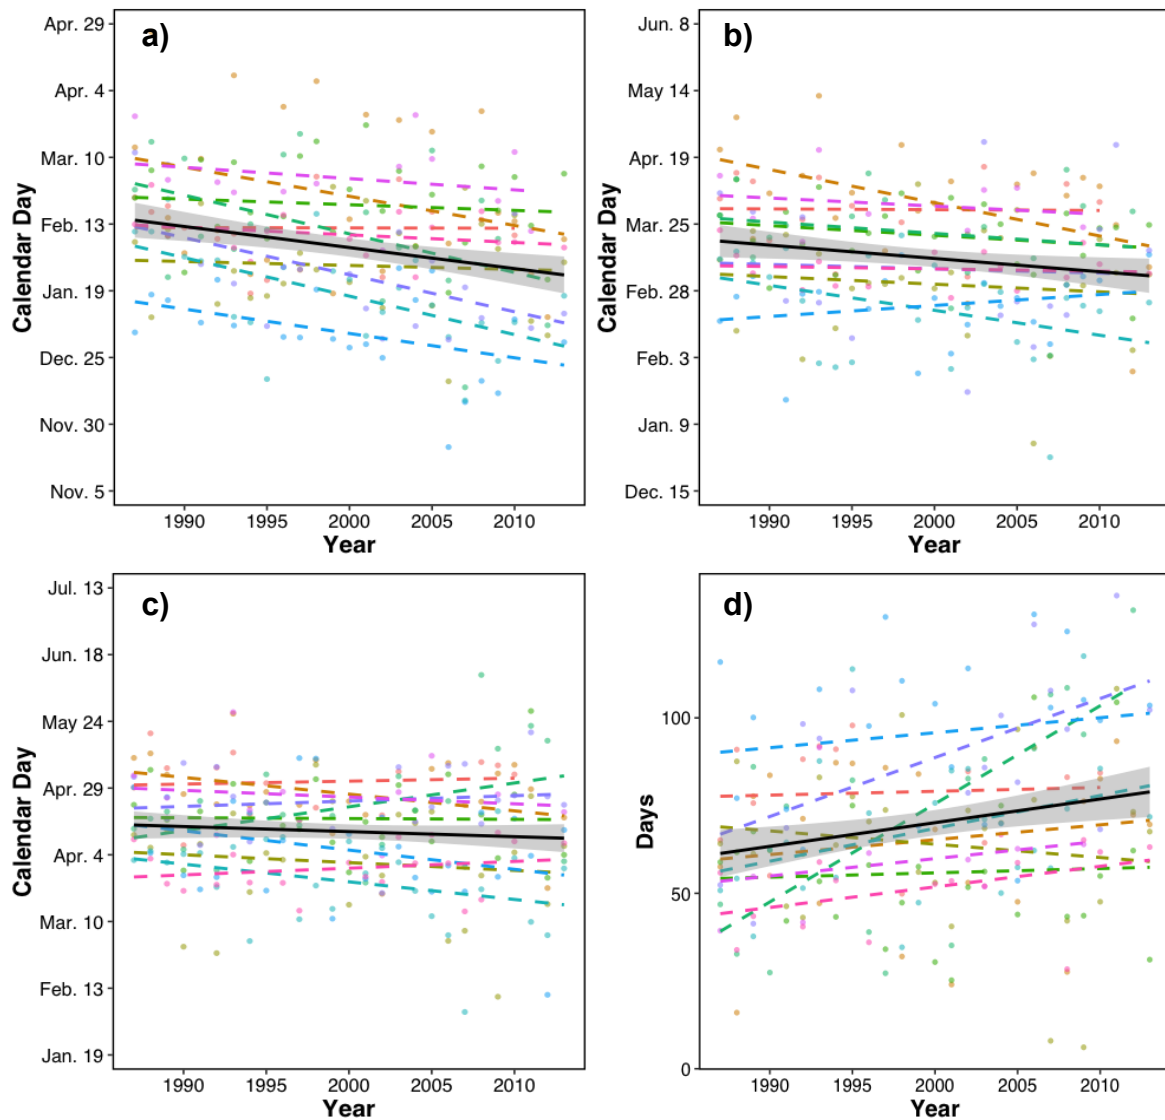 a)
Calendar Day
Apr. 29
Apr. 4
Mar. 10
Feb. 13
Jan. 19
Dec. 25
Nov. 30
Nov. 5
1990 1995 2000 2005 2010
Year
b)
Calendar Day
Jun. 8
May 14
Apr. 19
Mar. 25
Feb. 28
Feb. 3
Jan. 9
Dec. 15
1990 1995 2000 2005 2010
Year
c)
Calendar Day
Jul. 13
Jun. 18
May 24
Apr. 29
Apr. 4
Mar. 10
Feb. 13
Jan. 19
1990 1995 2000 2005 2010
Year
d)
Days
100
50
0
1990 1995 2000 2005 2010
Year